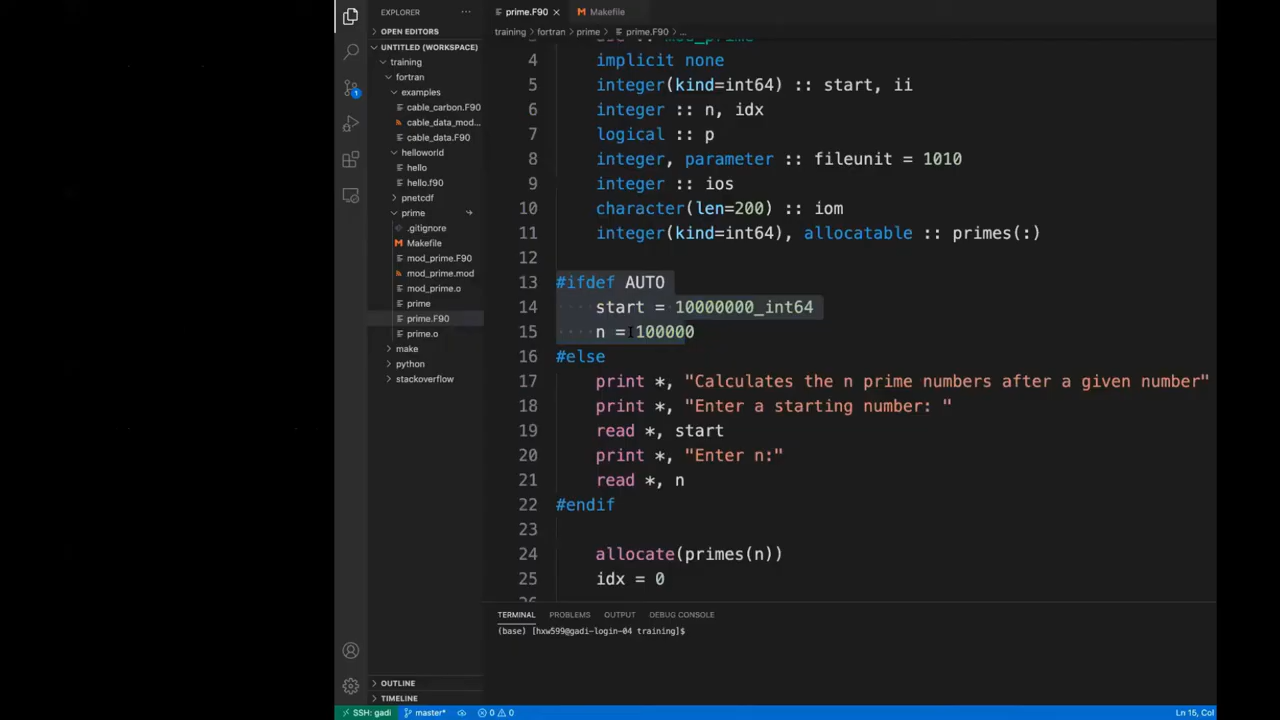 EXPLORER
OPEN EDITORS
UNTITLED (WORKSPACE)
training
fortran
examples
cable_carbon.F90
cable_data_mod...
cable_data.F90
helloworld
hello
hello.f90
pnetcdf
prime
.gitignore
Makefile
mod_prime.F90
mod_prime.mod
mod_prime.o
prime
prime.F90
prime.o
make
python
stackoverflow
OUTLINE
TIMELINE
prime.F90 Makefile
training fortran prime prime.F90 ...
4 implicit none
5 integer(kind=int64) :: start, ii
6 integer :: n, idx
7 logical :: p
8 integer, parameter :: fileunit = 1010
9 integer :: ios
10 character(len=200) :: iom
11 integer(kind=int64), allocatable :: primes(:)
12
13 #ifdef AUTO
14 start = 10000000_int64
15 n = 100000
16 #else
17 print *, "Calculates the n prime numbers after a given number"
18 print *, "Enter a starting number: "
19 read *, start
20 print *, "Enter n:"
21 read *, n
22 #endif
23
24 allocate(primes(n))
25 idx = 0
TERMINAL PROBLEMS OUTPUT DEBUG CONSOLE
(base) [hxw599@gadi-login-04 training]$
SSH: gadi master* 0 0 Ln 15, Col
1